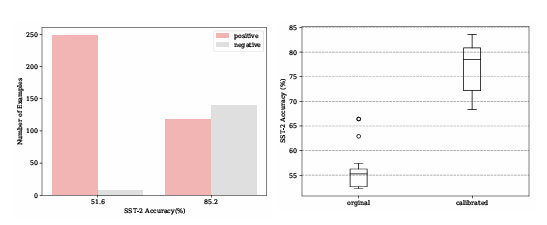 250
200
150
100
50
0
Number of Examples
positive
negative
51.6
85.2
SST-2 Accuracy(%)
85
80
75
70
65
60
55
SST-2 Accuracy (%)
orginal
calibrated